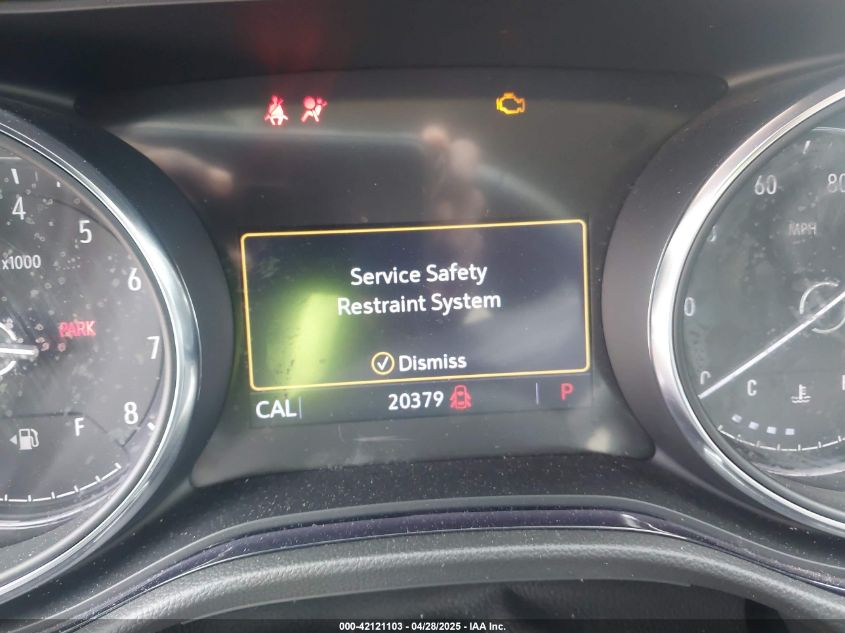 4
5
x1000
6
PARK
7
8
F
Service Safety
Restraint System
Dismiss
CAL
20379
P
60
80
MPH
0
C
C
000-42121103 / 04/28/2025 - IAA Inc.